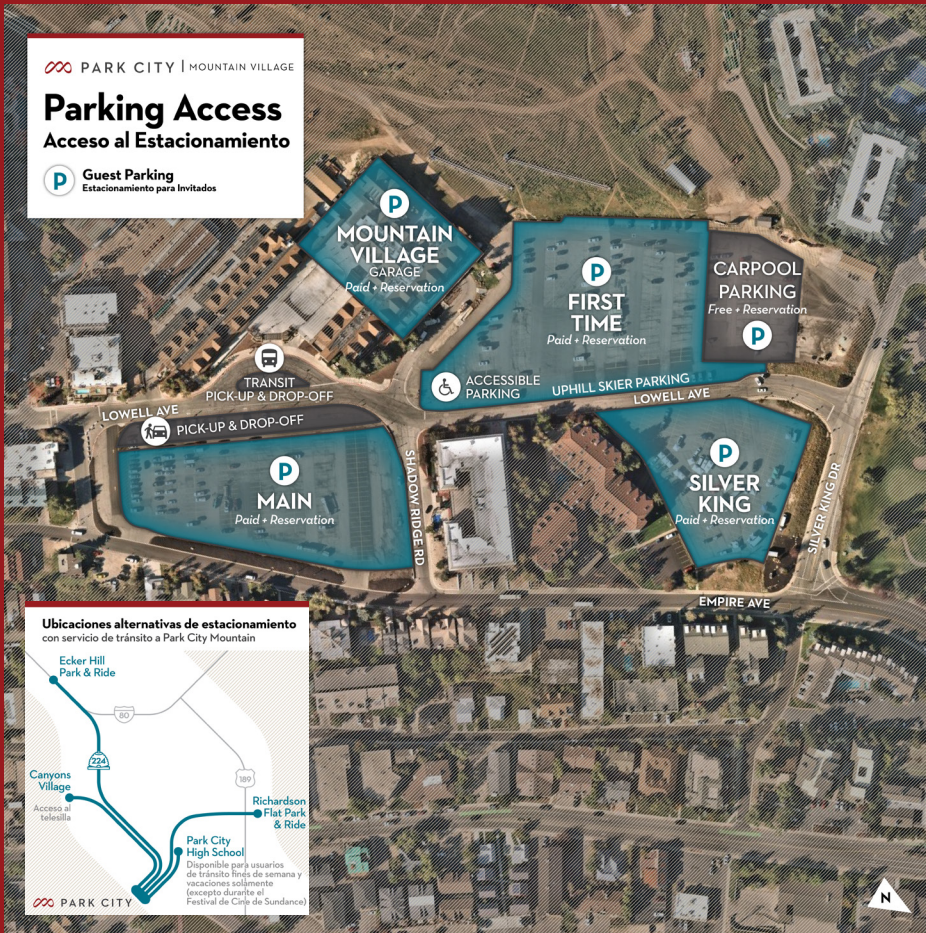 PARK CITY | MOUNTAIN VILLAGE
Parking Access
Acceso al Estacionamiento
P
Guest Parking
Estacionamiento para Invitados
P
MOUNTAIN
VILLAGE
GARAGE
Paid + Reservation
P
FIRST
TIME
Paid + Reservation
CARPOOL
PARKING
Free + Reservation
P
TRANSIT
PICK-UP & DROP-OFF
ACCESSIBLE
PARKING
UPHILL SKIER PARKING
LOWELL AVE
LOWELL AVE
PICK-UP & DROP-OFF
P
MAIN
Paid + Reservation
SHADOW RIDGE RD
P
SILVER
KING
Paid + Reservation
SILVER KING DR
EMPIRE AVE
Ubicaciones alternativas de estacionamiento
con servicio de tránsito a Park City Mountain
Ecker Hill
Park & Ride
80
224
189
Canyons
Village
Acceso al
telesilla
Richardson
Flat Park
& Ride
Park City
High School
Disponible para usuarios
de tránsito fines de semana y
vacaciones solamente
(excepto durante el
Festival de Cine de Sundance)
PARK CITY
N